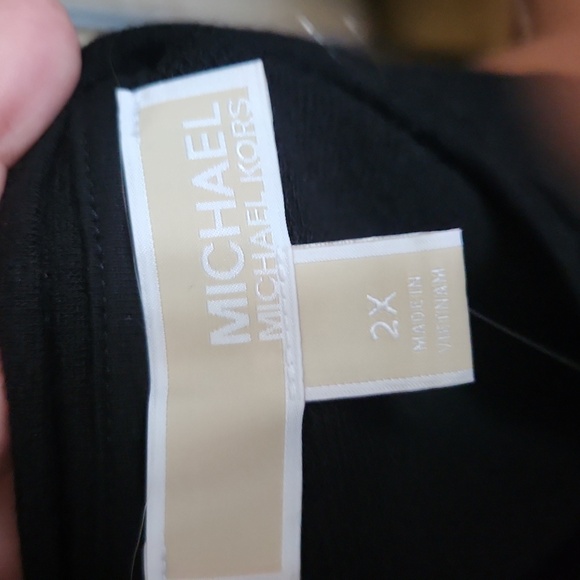 MICHAEL
MICHAEL KORS
2X
MADE IN
VIETNAM